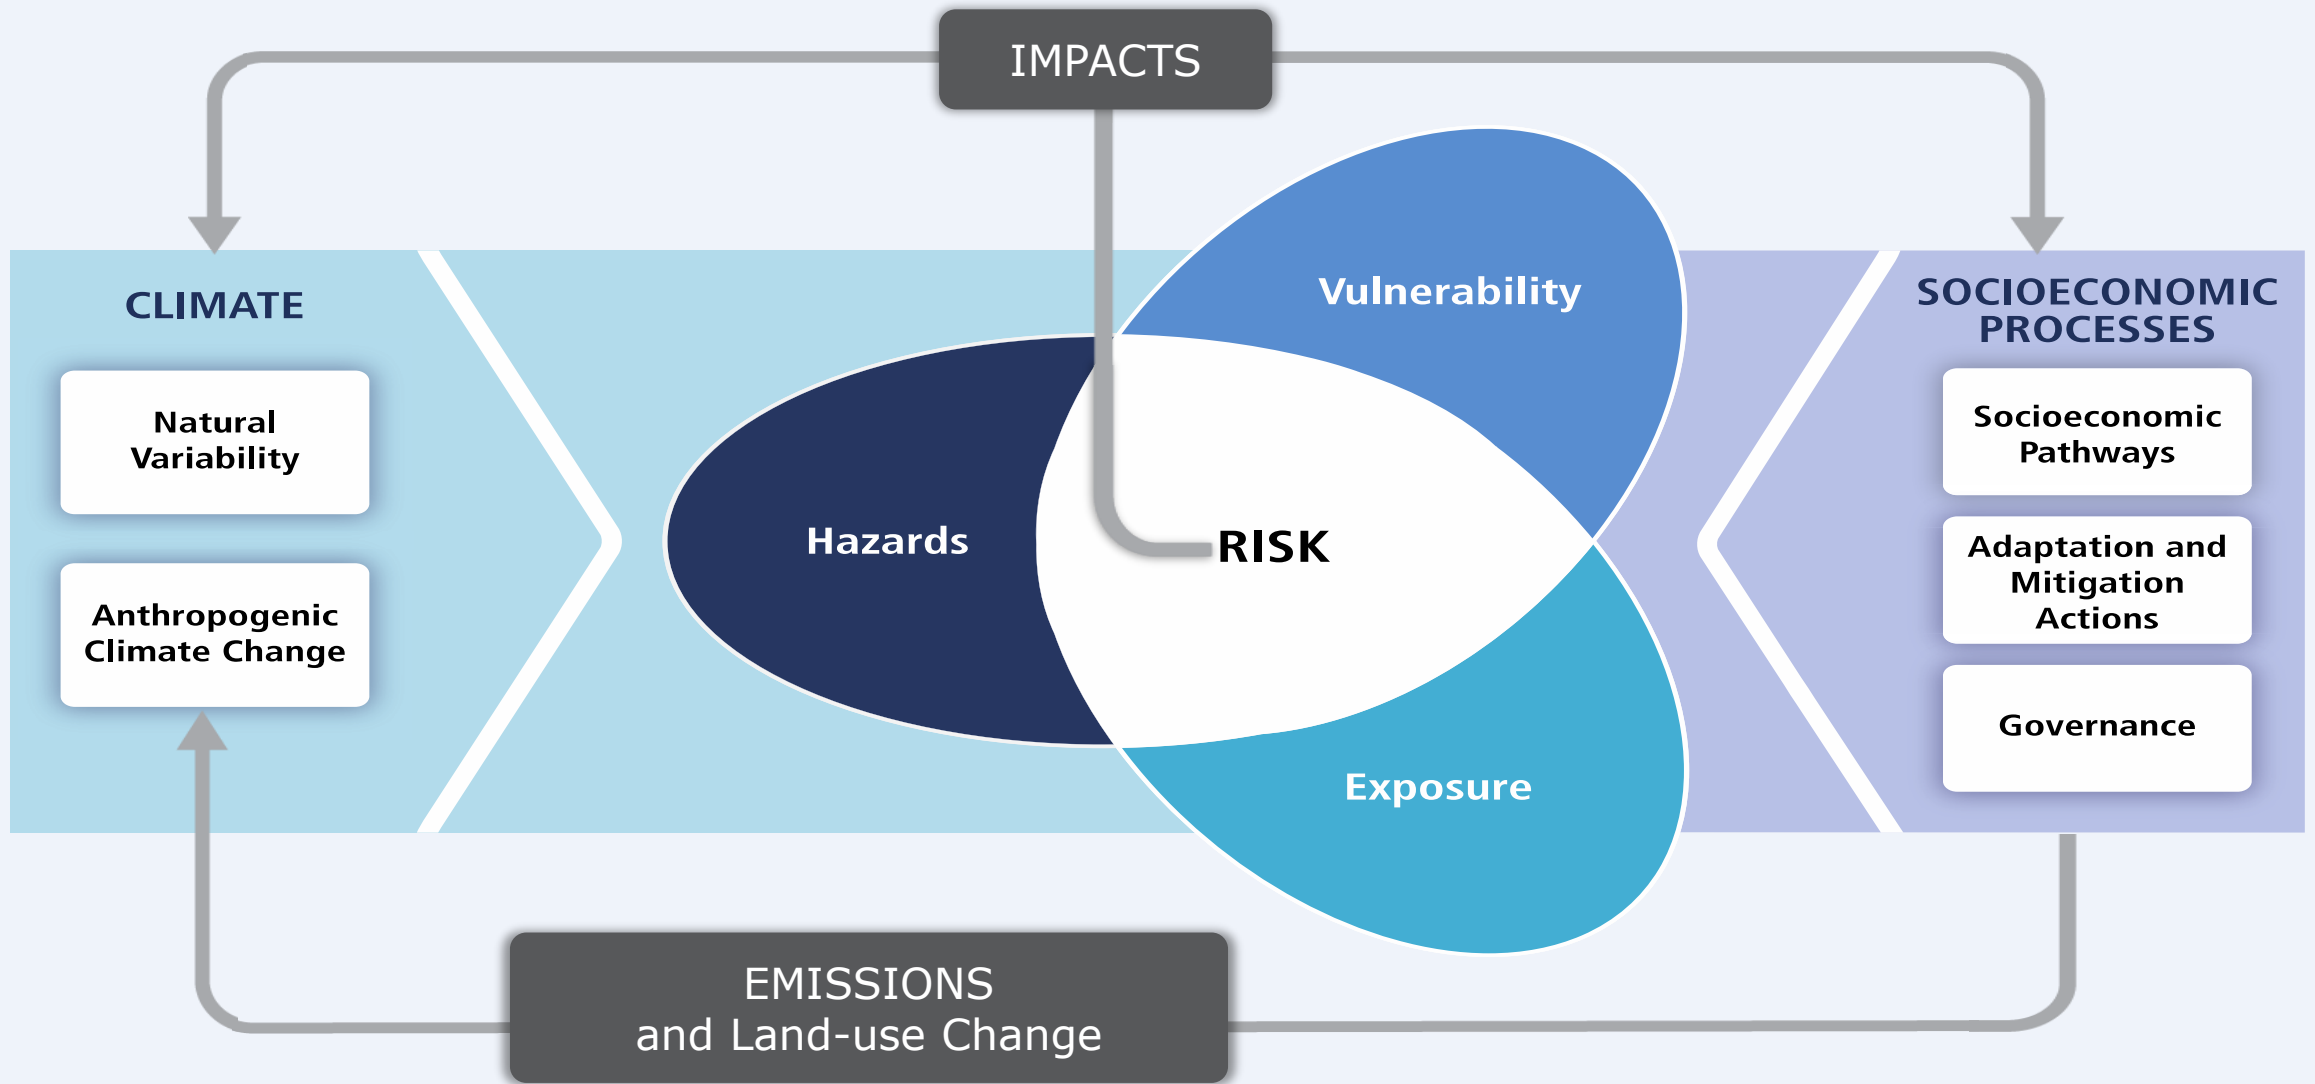 IMPACTS
CLIMATE
Natural
Variability
Anthropogenic
Climate Change
Vulnerability
Hazards
RISK
Exposure
SOCIOECONOMIC
PROCESSES
Socioeconomic
Pathways
Adaptation and
Mitigation
Actions
Governance
EMISSIONS
and Land-use Change